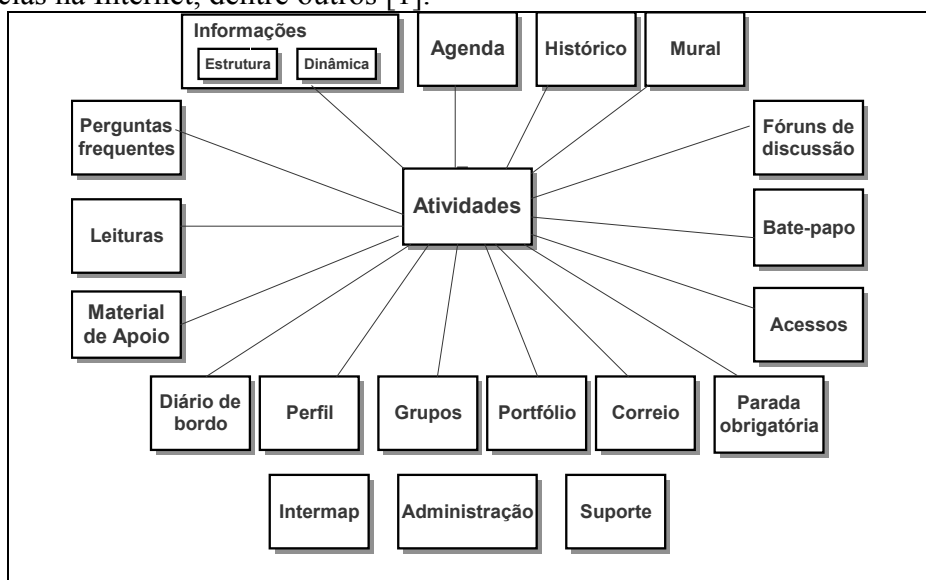 elas na Internet, dentre outros [1].
Informações
Estrutura
Dinâmica
Agenda
Histórico
Mural
Perguntas
frequentes
Fóruns de
discussão
Atividades
Leituras
Bate-papo
Material
de Apoio
Acessos
Diário de
bordo
Perfil
Grupos
Portfólio
Correio
Parada
obrigatória
Intermap
Administração
Suporte